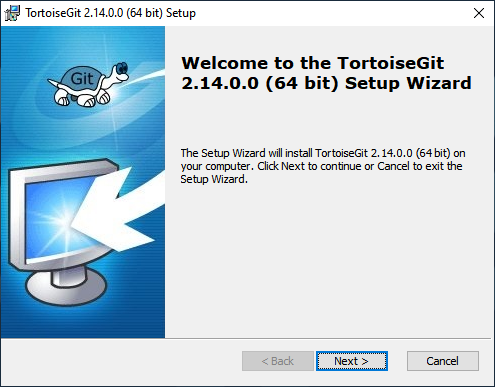 TortoiseGit 2.14.0.0 (64 bit) Setup
Git
Welcome to the TortoiseGit
2.14.0.0 (64 bit) Setup Wizard
The Setup Wizard will install TortoiseGit 2.14.0.0 (64 bit) on
your computer. Click Next to continue or Cancel to exit the
Setup Wizard.
< Back
Next >
Cancel